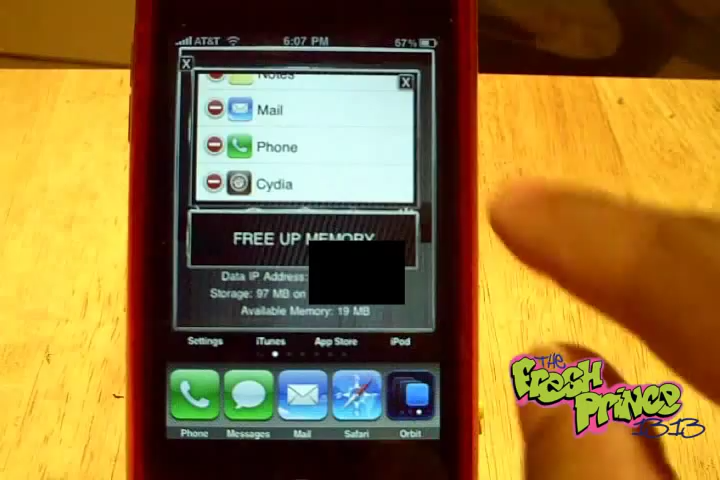 AT&T 6:07 PM 67%
X
Notes
X
Mail
Phone
Cydia
FREE UP MEMORY
Data IP Address:
Storage: 97 MB on
Available Memory: 19 MB
Settings iTunes App Store iPod
Phone Messages Mail Safari Orbit
THE
FRESH
PRINCE
1313